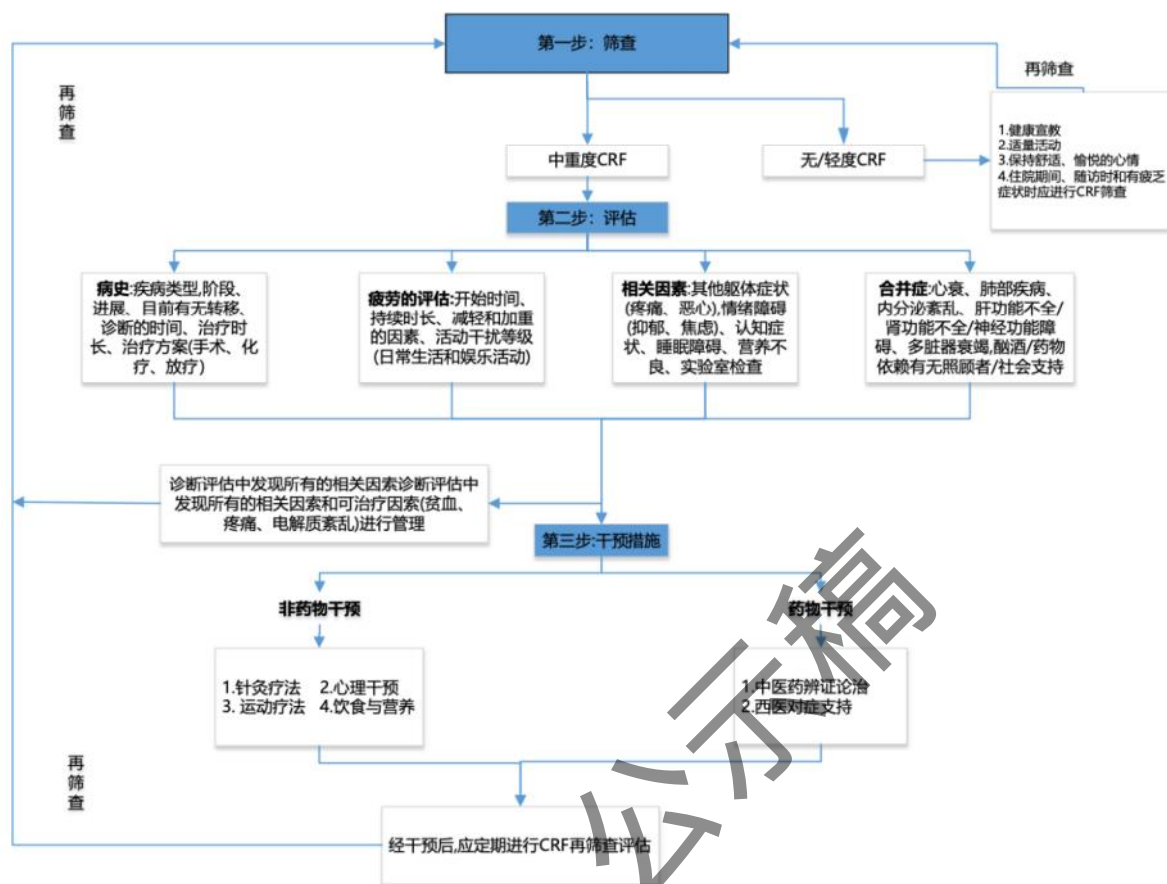 第一步：筛查
再筛查
再
筛
查
1.健康宣教
2.适量活动
3.保持舒适、愉悦的心情
4.住院期间、随访时和有疲乏
症状时应进行CRF筛查
中重度CRF
无/轻度CRF
第二步：评估
病史:疾病类型,阶段、
进展、目前有无转移、
诊断的时间、治疗时
长、治疗方案(手术、化
疗、放疗）
疲劳的评估:开始时间、
持续时长、减轻和加重
的因素、活动干扰等级
(日常生活和娱乐活动)
相关因素:其他躯体症状
(疼痛、恶心),情绪障碍
(抑郁、焦虑)、认知症
状、睡眠障碍、营养不
良、实验室检查
合并症:心衰、肺部疾病、
内分泌紊乱、肝功能不全/
肾功能不全/神经功能障
碍、多脏器衰竭,酗酒/药物
依赖有无照顾者/社会支持
诊断评估中发现所有的相关因素诊断评估中
发现所有的相关因素和可治疗因素(贫血、
疼痛、电解质紊乱)进行管理
第三步:干预措施
非药物干预
药物干预
1.针灸疗法 2.心理干预
3. 运动疗法 4.饮食与营养
1.中医药辨证论治
2.西医对症支持
再
筛
查
经干预后,应定期进行CRF再筛查评估
公示稿